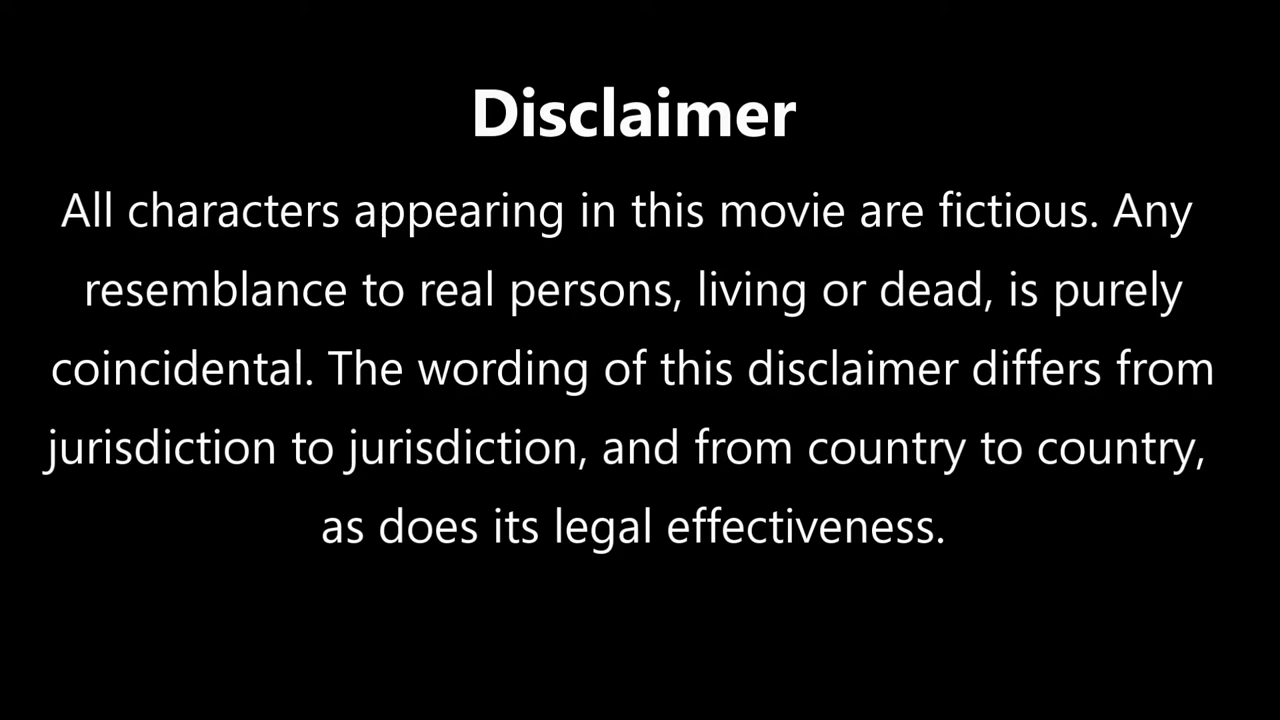 Disclaimer
All characters appearing in this movie are fictious. Any
resemblance to real persons, living or dead, is purely
coincidental. The wording of this disclaimer differs from
jurisdiction to jurisdiction, and from country to country,
as does its legal effectiveness.